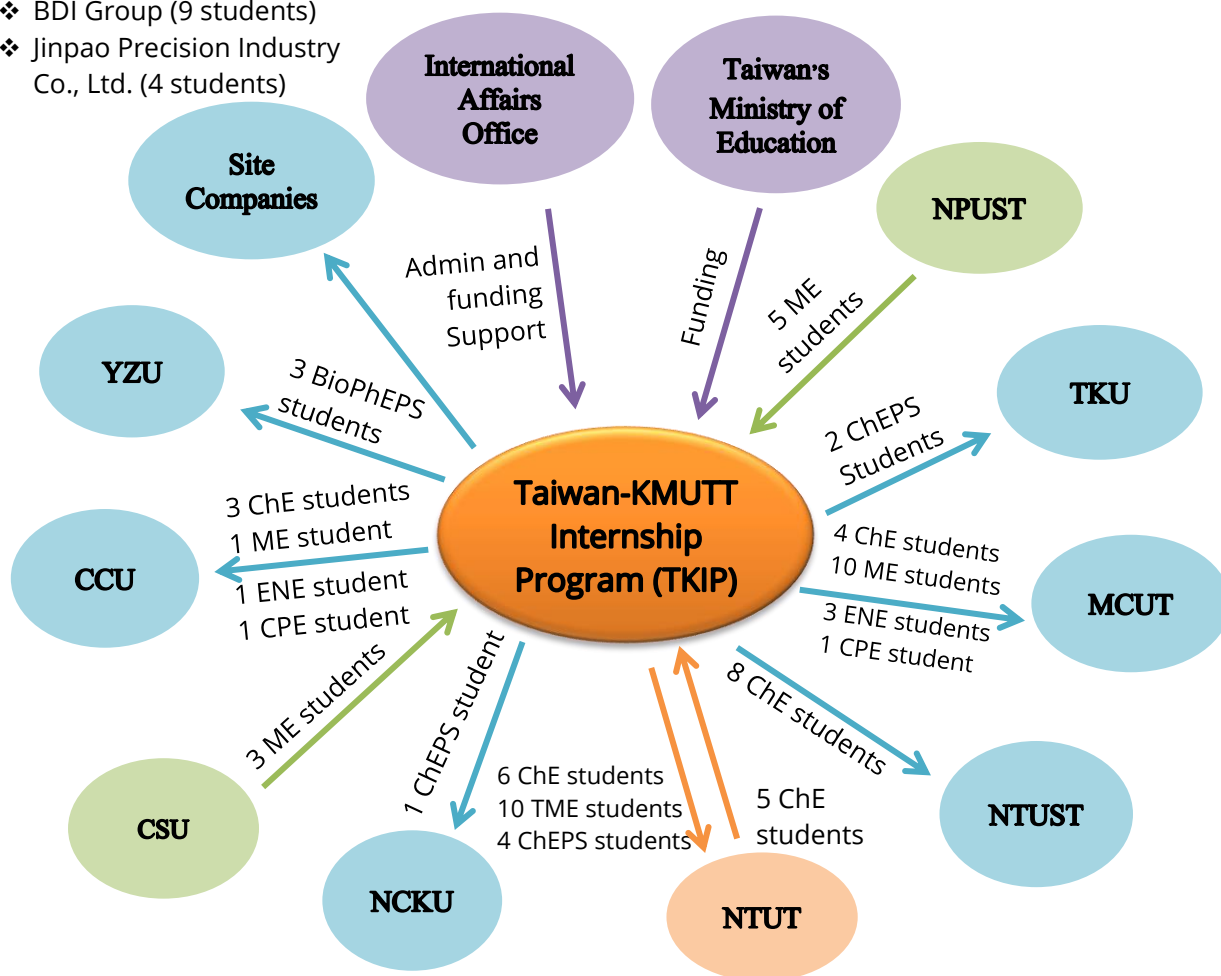 ❖ BDI Group (9 students)
❖ Jinpao Precision Industry
Co., Ltd. (4 students)
International
Affairs
Office
Taiwan's
Ministry of
Education
Site
Companies
NPUST
Admin and
funding
Support
Funding
5 ME
students
YZU
3 BioPhEPS
students
TKU
2 ChEPS
Students
Taiwan-KMUTT
Internship
Program (TKIP)
3 ChE students
1 ME student
CCU
1 ENE student
1 CPE student
4 ChE students
10 ME students
MCUT
3 ENE students
1 CPE student
3 ME students
CSU
1 ChEPS student
NCKU
6 ChE students
10 TME students
4 ChEPS students
5 ChE
students
NTUT
8 ChE students
NTUST